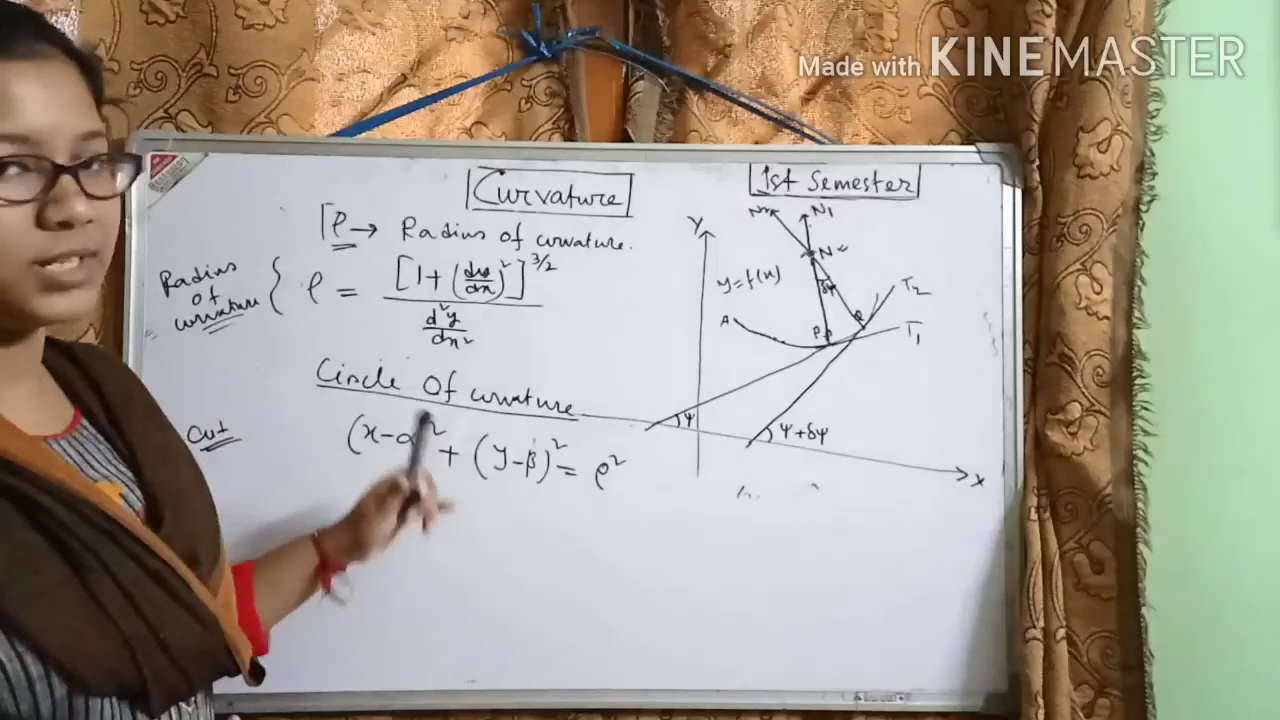 Made with KINEMASTER
Curvature
1st Semester
ρ → Radius of curvature.
Radius
of
curvature { ρ = [1+(dy/dx)²]^3/2 / d²y/dx²
Circle Of curvature
(x-α)² + (y-β)² = ρ²
Y
N₂
N₁
N
δψ
y=f(x)
A
P
T₂
T₁
ψ
ψ+δψ
X